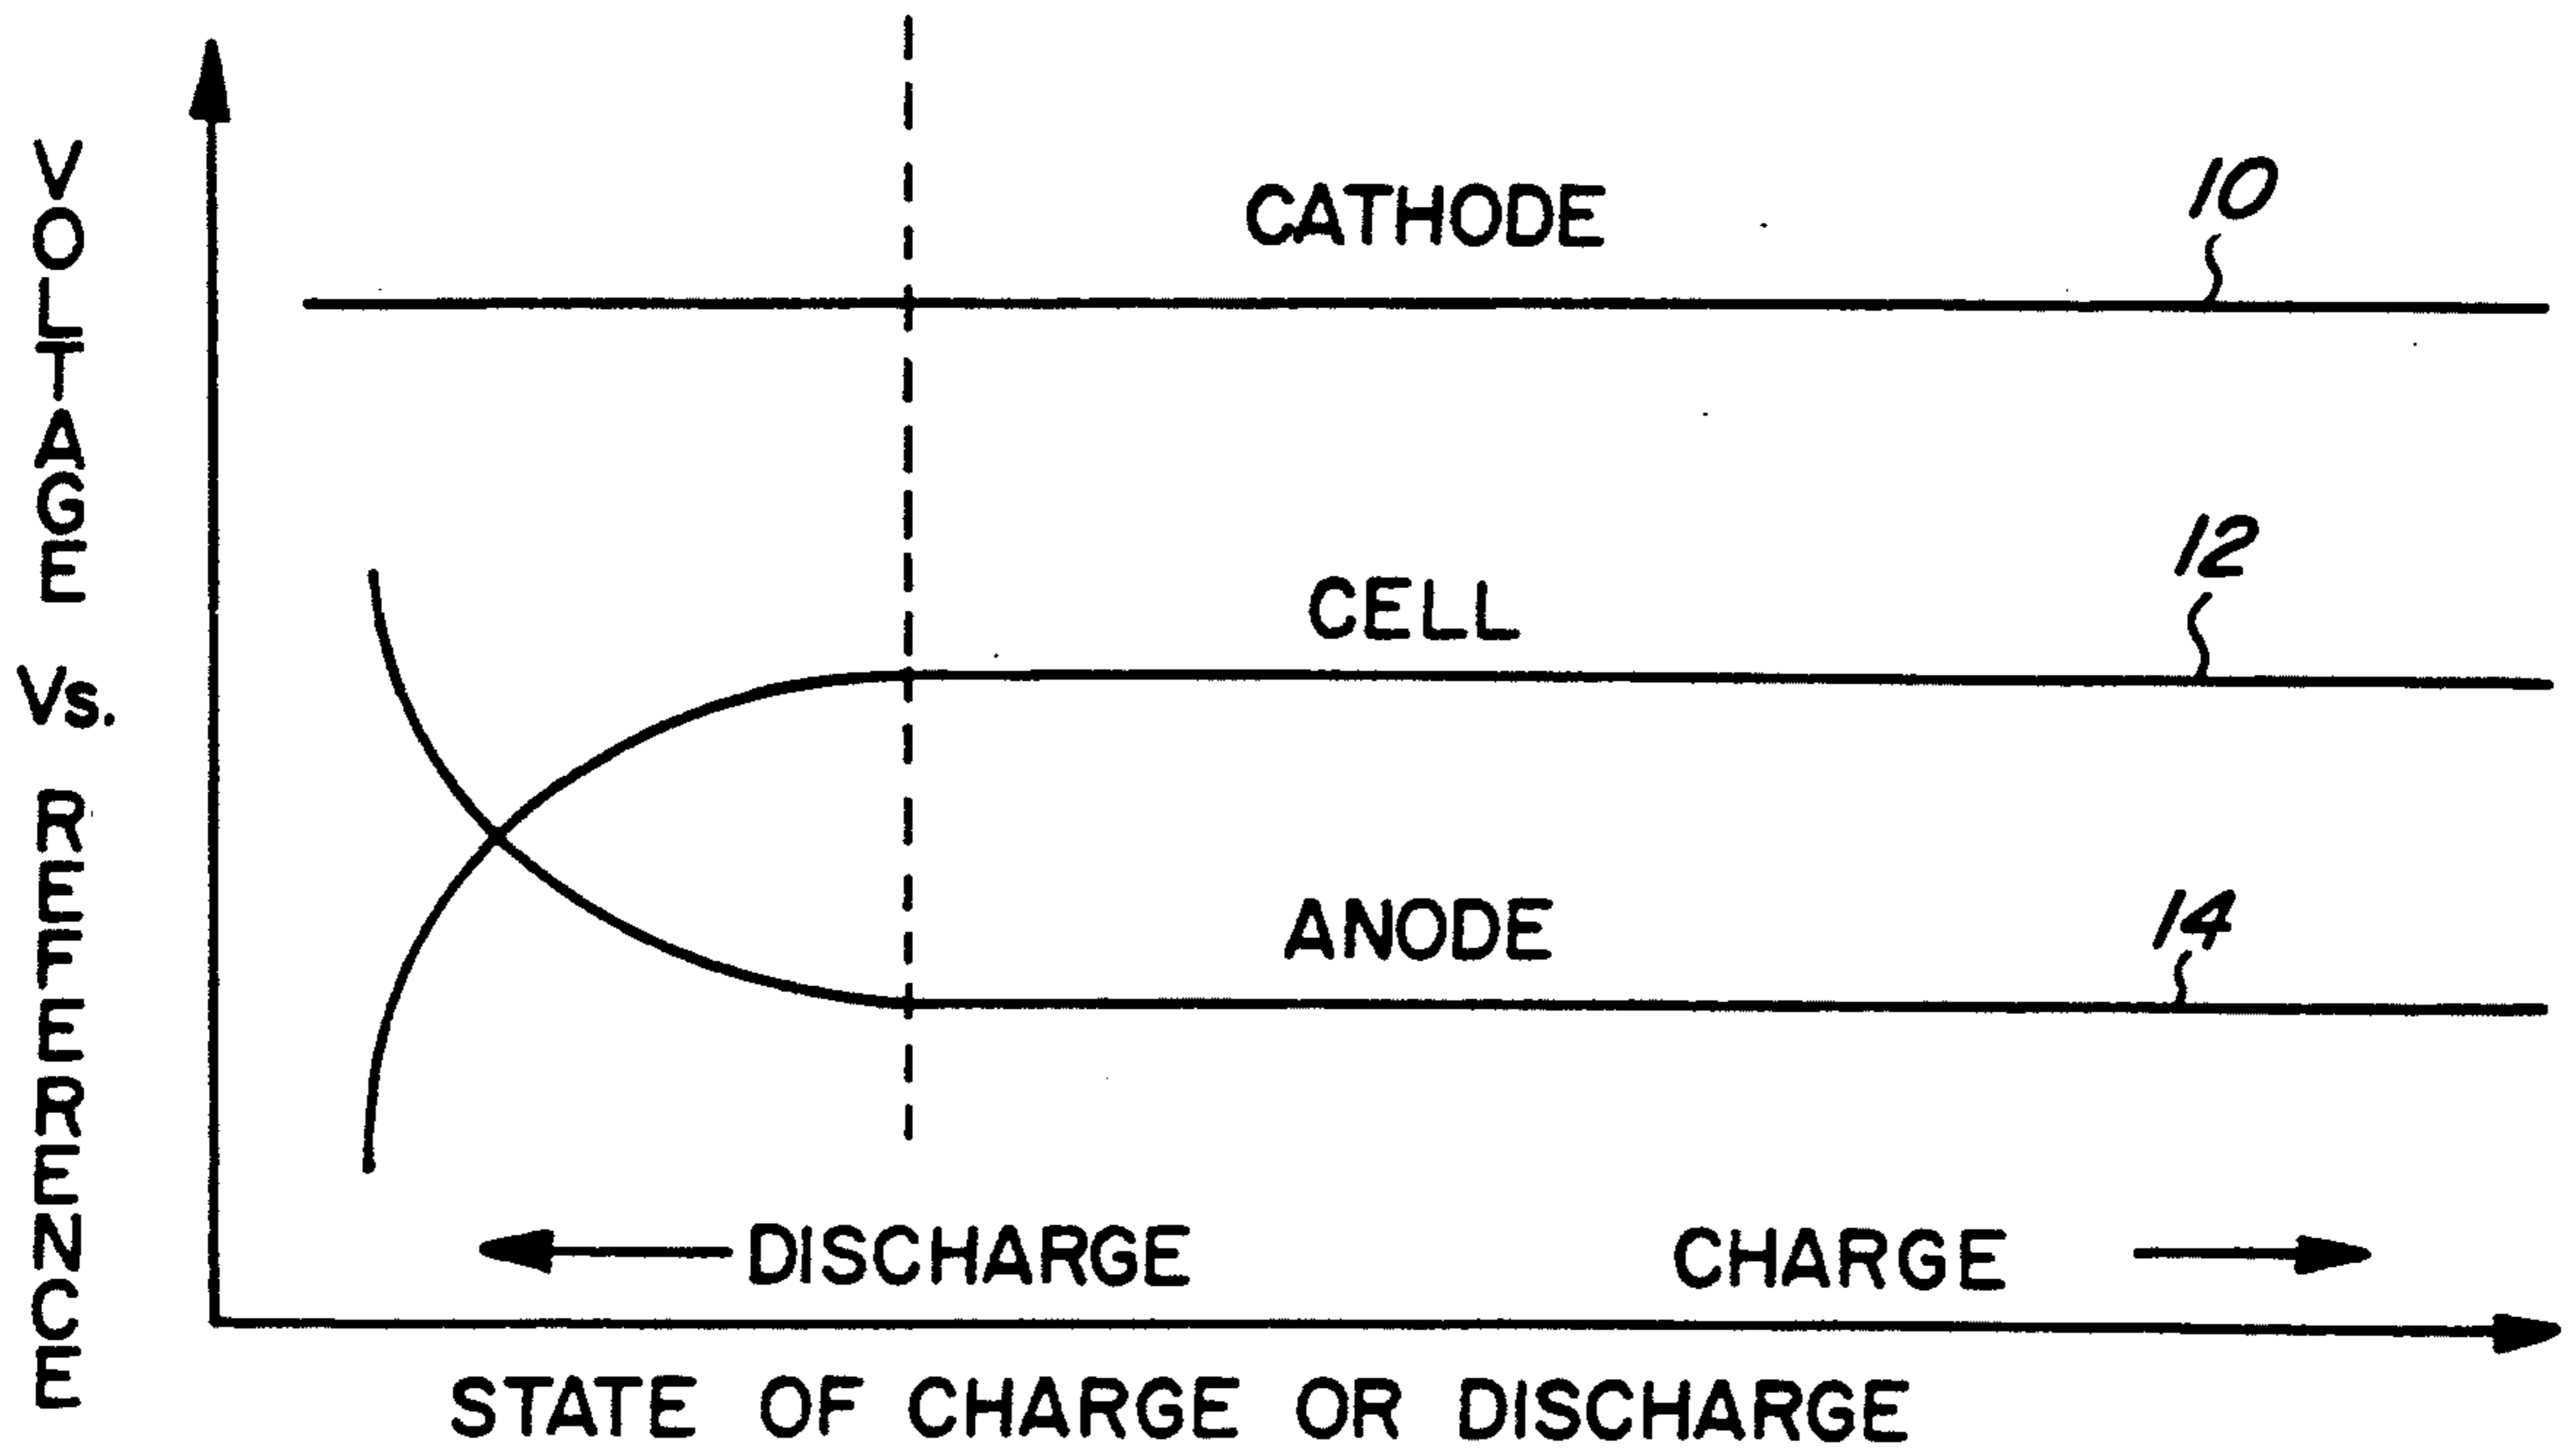 VOLTAGE Vs. REFERENCE
CATHODE
10
CELL
12
ANODE
14
DISCHARGE
CHARGE
STATE OF CHARGE OR DISCHARGE